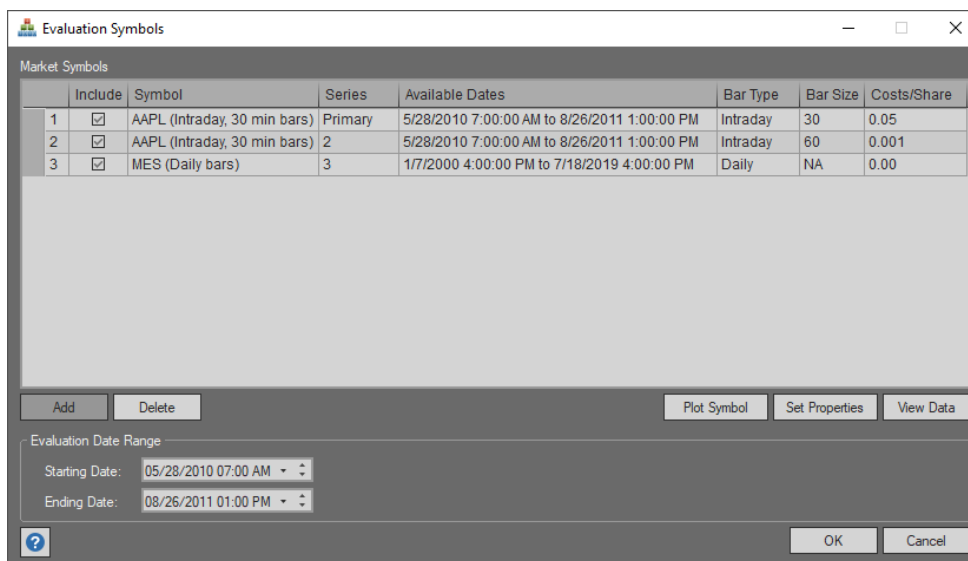 Evaluation Symbols
Market Symbols
Include Symbol Series Available Dates Bar Type Bar Size Costs/Share
1 AAPL (Intraday, 30 min bars) Primary 5/28/2010 7:00:00 AM to 8/26/2011 1:00:00 PM Intraday 30 0.05
2 AAPL (Intraday, 30 min bars) 2 5/28/2010 7:00:00 AM to 8/26/2011 1:00:00 PM Intraday 60 0.001
3 MES (Daily bars) 3 1/7/2000 4:00:00 PM to 7/18/2019 4:00:00 PM Daily NA 0.00
Add Delete Plot Symbol Set Properties View Data
Evaluation Date Range
Starting Date: 05/28/2010 07:00 AM
Ending Date: 08/26/2011 01:00 PM
? OK Cancel